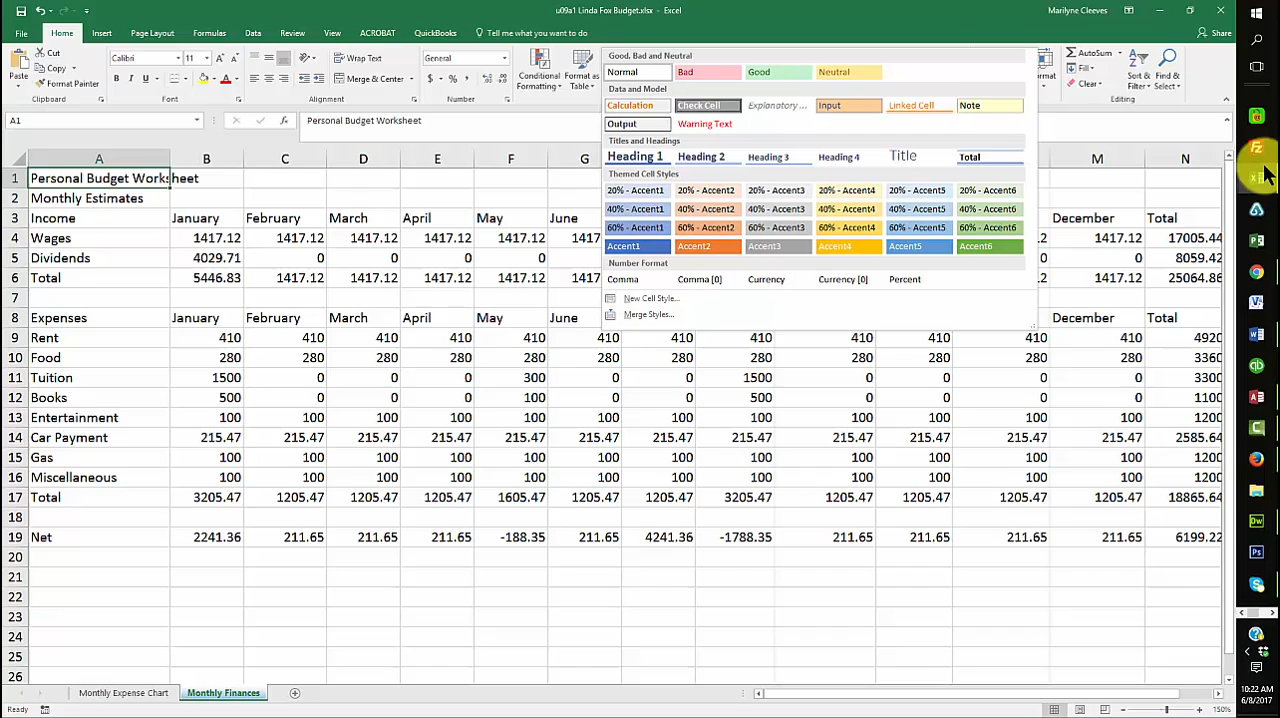 u09a1 Linda Fox Budget.xlsx - Excel
Marilyne Cleeves
File Home Insert Page Layout Formulas Data Review View ACROBAT QuickBooks Tell me what you want to do Share
Paste
Cut
Copy
Format Painter
Clipboard
Calibri 11
B I U A
Font
Wrap Text
Merge & Center
Alignment
General
$ % ,
Number
Conditional Formatting
Format as Table
Good, Bad and Neutral
Normal Bad Good Neutral
Data and Model
Calculation Check Cell Explanatory ... Input Linked Cell Note
Output Warning Text
Titles and Headings
Heading 1 Heading 2 Heading 3 Heading 4 Title Total
Themed Cell Styles
20% - Accent1 20% - Accent2 20% - Accent3 20% - Accent4 20% - Accent5 20% - Accent6
40% - Accent1 40% - Accent2 40% - Accent3 40% - Accent4 40% - Accent5 40% - Accent6
60% - Accent1 60% - Accent2 60% - Accent3 60% - Accent4 60% - Accent5 60% - Accent6
Accent1 Accent2 Accent3 Accent4 Accent5 Accent6
Number Format
Comma Comma [0] Currency Currency [0] Percent
New Cell Style...
Merge Styles...
AutoSum
Fill
Clear
Sort & Filter
Find & Select
Editing
A1 fx Personal Budget Worksheet
A B C D E F G M N
1 Personal Budget Worksheet
2 Monthly Estimates
3 Income January February March April May June December Total
4 Wages 1417.12 1417.12 1417.12 1417.12 1417.12 1417.12 17005.44
5 Dividends 4029.71 0 0 0 0 0 8059.42
6 Total 5446.83 1417.12 1417.12 1417.12 1417.12 1417.12 25064.86
7
8 Expenses January February March April May June December Total
9 Rent 410 410 410 410 410 410 410 410 410 410 410 410 4920
10 Food 280 280 280 280 280 280 280 280 280 280 280 280 3360
11 Tuition 1500 0 0 0 300 0 0 1500 0 0 0 0 3300
12 Books 500 0 0 0 100 0 0 500 0 0 0 0 1100
13 Entertainment 100 100 100 100 100 100 100 100 100 100 100 100 1200
14 Car Payment 215.47 215.47 215.47 215.47 215.47 215.47 215.47 215.47 215.47 215.47 215.47 215.47 2585.64
15 Gas 100 100 100 100 100 100 100 100 100 100 100 100 1200
16 Miscellaneous 100 100 100 100 100 100 100 100 100 100 100 100 1200
17 Total 3205.47 1205.47 1205.47 1205.47 1605.47 1205.47 1205.47 3205.47 1205.47 1205.47 1205.47 1205.47 18865.64
18
19 Net 2241.36 211.65 211.65 211.65 -188.35 211.65 4241.36 -1788.35 211.65 211.65 211.65 211.65 6199.22
20
21
22
23
24
25
26
Monthly Expense Chart Monthly Finances
Ready
150%
10:22 AM
6/8/2017